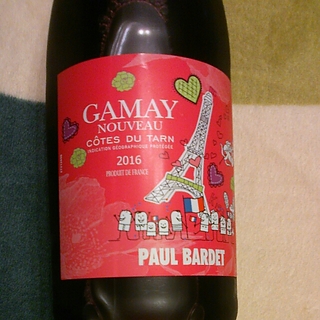 GAMAY
NOUVEAU
CÔTES DU TARN
INDICATION GÉOGRAPHIQUE PROTÉGÉE
2016
PRODUIT DE FRANCE
PAUL BARDET